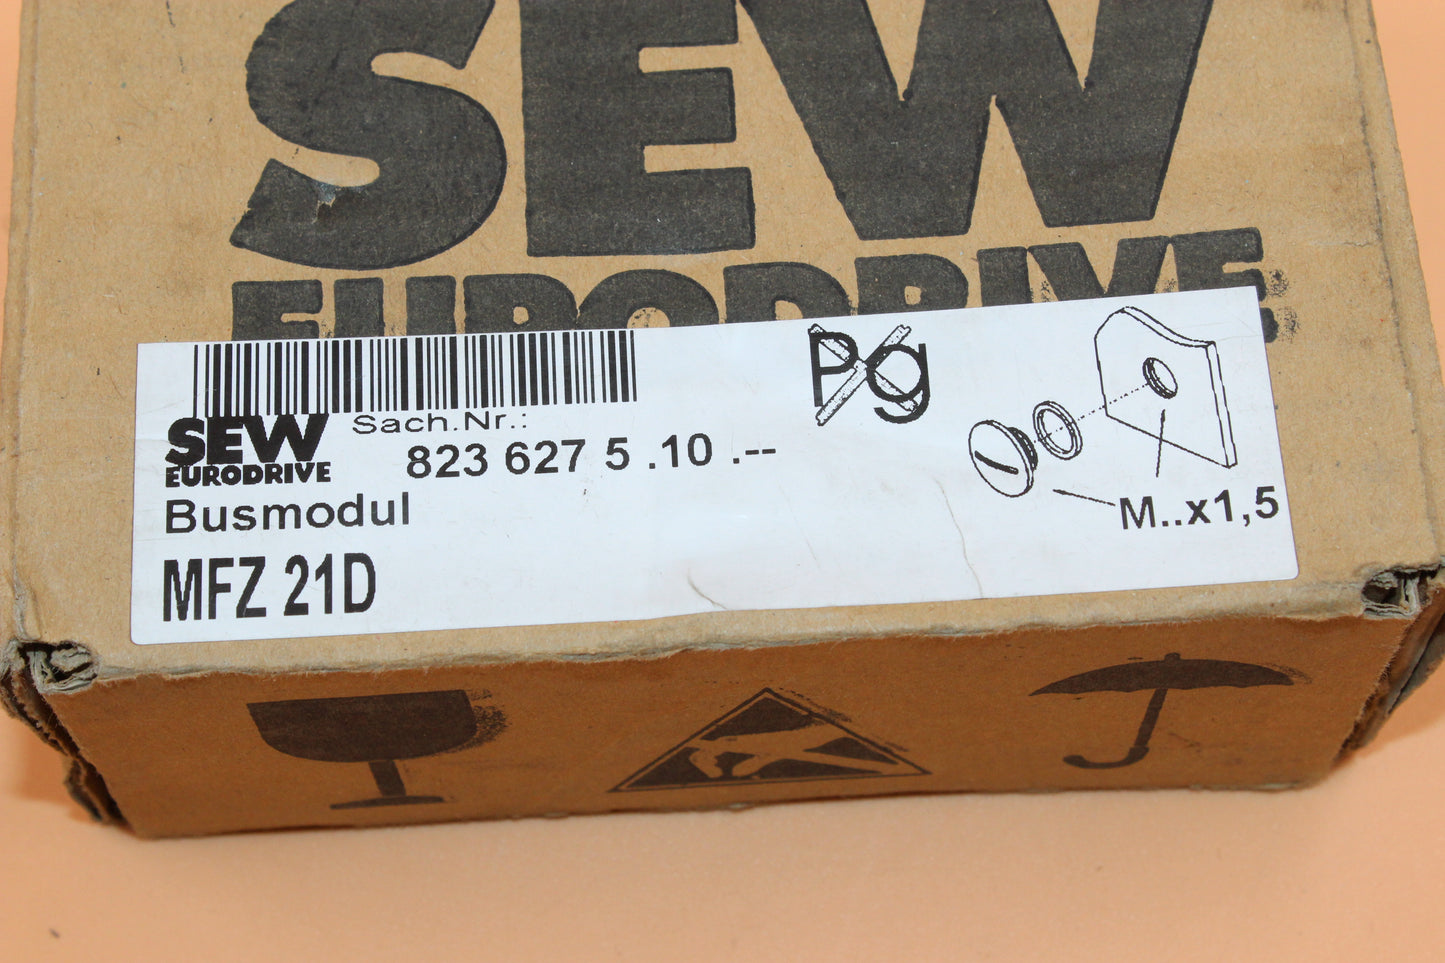 SEW
EURODRIVE
Pg
SEW
EURODRIVE
Sach.Nr.:
823 627 5 .10 .--
Busmodul
MFZ 21D
M..x1,5